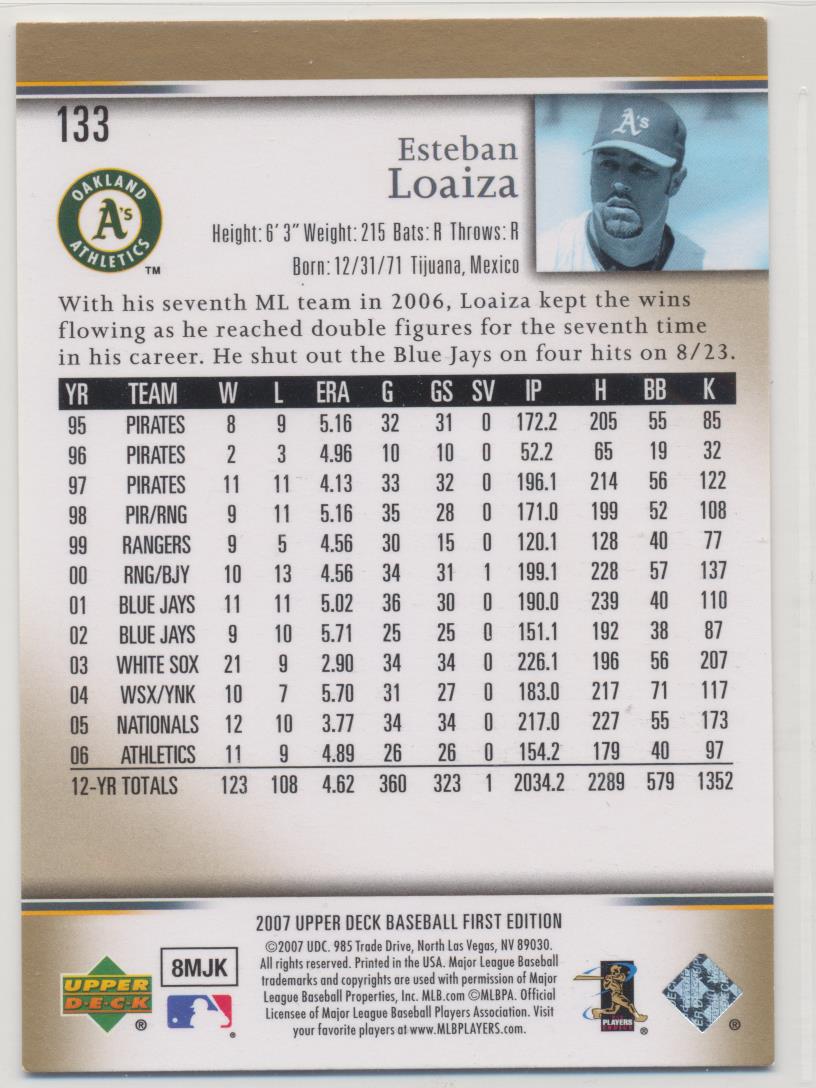 133
Esteban
Loaiza
A's
OAKLAND
A's
ATHLETICS
TM
Height: 6' 3" Weight: 215 Bats: R Throws: R
Born: 12/31/71 Tijuana, Mexico
With his seventh ML team in 2006, Loaiza kept the wins
flowing as he reached double figures for the seventh time
in his career. He shut out the Blue Jays on four hits on 8/23.
YR TEAM W L ERA G GS SV IP H BB K
95 PIRATES 8 9 5.16 32 31 0 172.2 205 55 85
96 PIRATES 2 3 4.96 10 10 0 52.2 65 19 32
97 PIRATES 11 11 4.13 33 32 0 196.1 214 56 122
98 PIR/RNG 9 11 5.16 35 28 0 171.0 199 52 108
99 RANGERS 9 5 4.56 30 15 0 120.1 128 40 77
00 RNG/BJY 10 13 4.56 34 31 1 199.1 228 57 137
01 BLUE JAYS 11 11 5.02 36 30 0 190.0 239 40 110
02 BLUE JAYS 9 10 5.71 25 25 0 151.1 192 38 87
03 WHITE SOX 21 9 2.90 34 34 0 226.1 196 56 207
04 WSX/YNK 10 7 5.70 31 27 0 183.0 217 71 117
05 NATIONALS 12 10 3.77 34 34 0 217.0 227 55 173
06 ATHLETICS 11 9 4.89 26 26 0 154.2 179 40 97
12-YR TOTALS 123 108 4.62 360 323 1 2034.2 2289 579 1352
2007 UPPER DECK BASEBALL FIRST EDITION
©2007 UDC. 985 Trade Drive, North Las Vegas, NV 89030.
All rights reserved. Printed in the USA. Major League Baseball
trademarks and copyrights are used with permission of Major
League Baseball Properties, Inc. MLB.com ©MLBPA. Official
Licensee of Major League Baseball Players Association. Visit
your favorite players at www.MLBPLAYERS.com.
UPPER
D·E·C·K
®
8MJK
®
PLAYERS
CHOICE
®
®